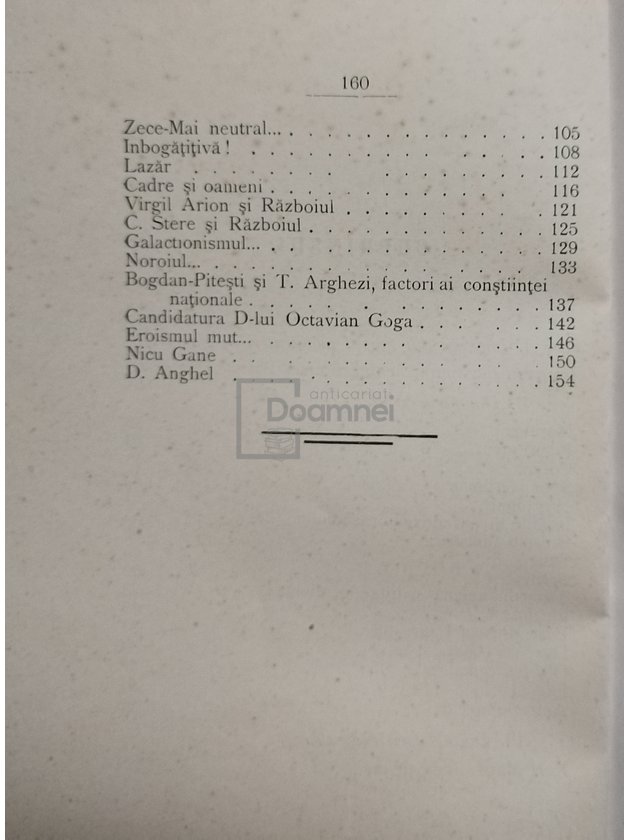 160
Zece-Mai neutral... . . . . . . . . . . . . . . 105
Inbogățițivă ! . . . . . . . . . . . . . 108
Lazăr . . . . . . . . . . . . . . 112
Cadre și oameni . . . . . . . . . . . . . 116
Virgil Arion și Războiul . . . . . . . . . . 121
C. Stere și Războiul . . . . . . . . . . . . 125
Galactionismul... . . . . . . . . . . . . . 129
Noroiul... . . . . . . . . . . . . . . 133
Bogdan-Pitești și T. Arghezi, factori ai conștiinței
naționale . . . . . . . . . . . . . . 137
Candidatura D-lui Octavian Goga . . . . . . . 142
Eroismul mut... . . . . . . . . . . . . 146
Nicu Gane . . . . . . . . . . . . . 150
D. Anghel . . . . . . . . . . . . . 154
anticariat
Doamnei